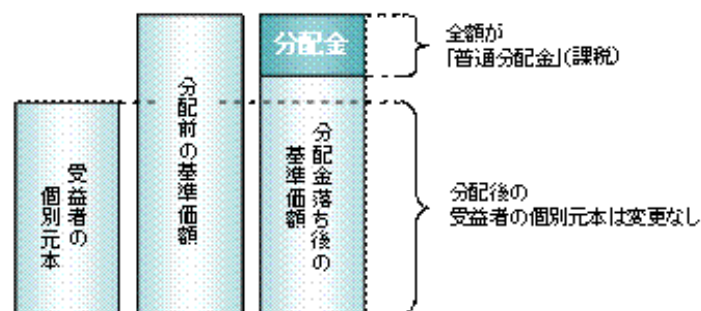 受益者の
個別元本
分配前の基準価額
分配金
分配金落ち後の
基準価額
全額が
「普通分配金」(課税)
分配後の
受益者の個別元本は変更なし